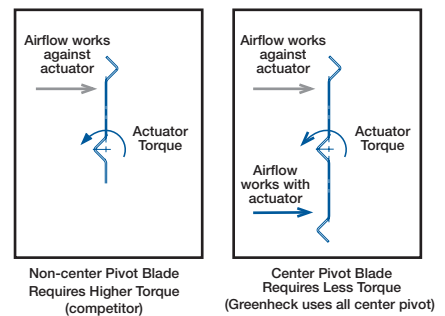 Airflow works
against
actuator
Actuator
Torque
Non-center Pivot Blade
Requires Higher Torque
(competitor)
Airflow works
against
actuator
Actuator
Torque
Airflow
works with
actuator
Center Pivot Blade
Requires Less Torque
(Greenheck uses all center pivot)